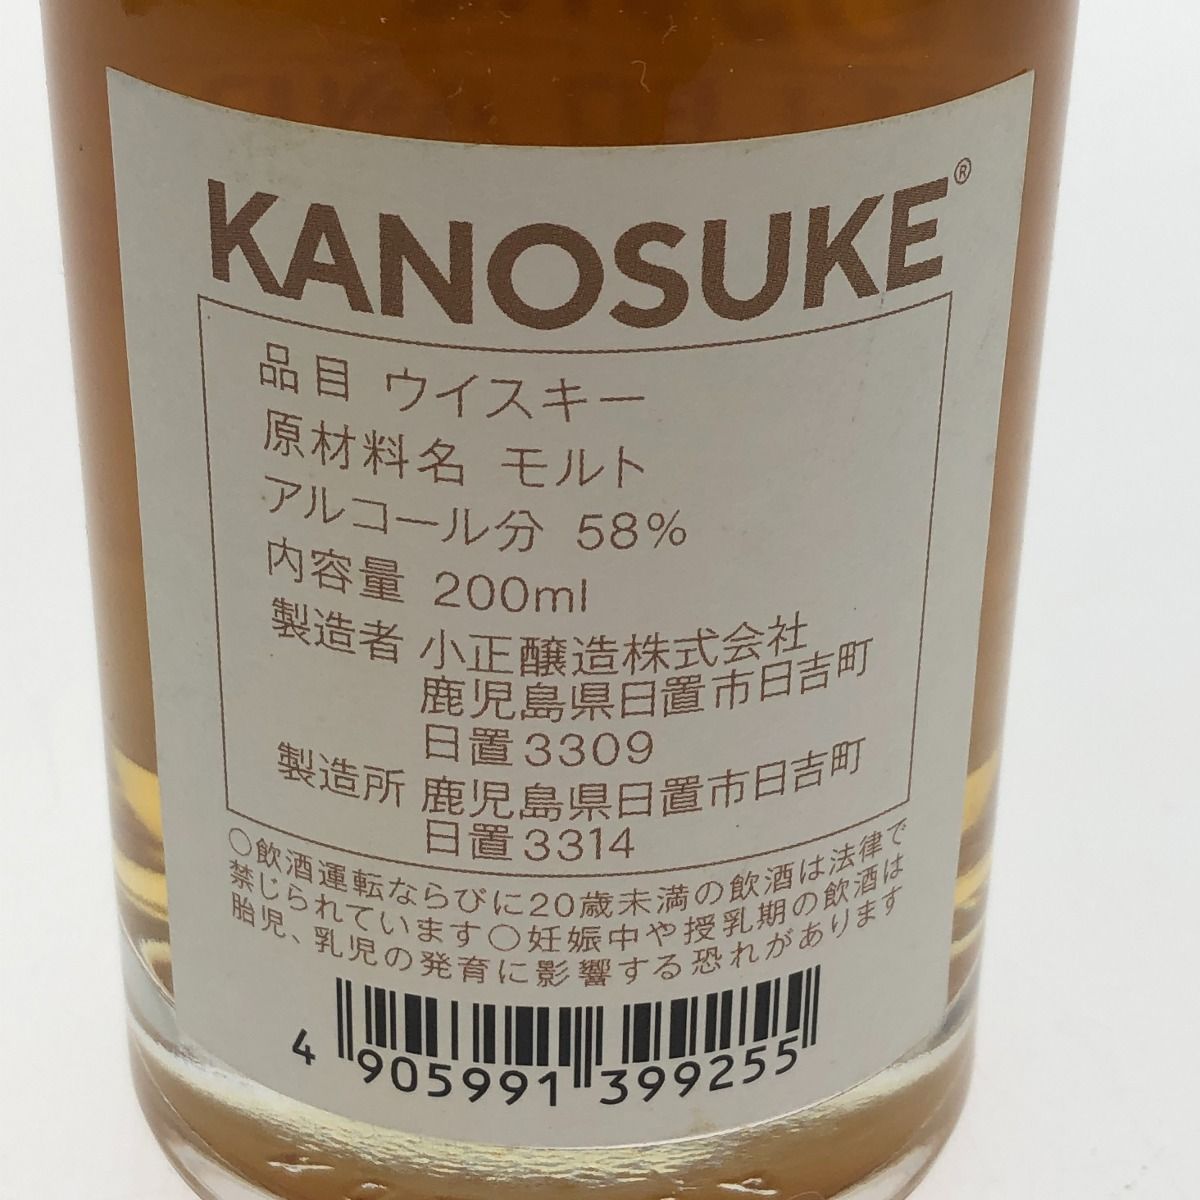 KANOSUKE®
品目 ウイスキー
原材料名 モルト
アルコール分 58%
内容量 200ml
製造者 小正醸造株式会社
鹿児島県日置市日吉町
日置3309
製造所 鹿児島県日置市日吉町
日置3314
○飲酒運転ならびに20歳未満の飲酒は法律で
禁じられています○妊娠中や授乳期の飲酒は
胎児、乳児の発育に影響する恐れがあります
4 905991 399255